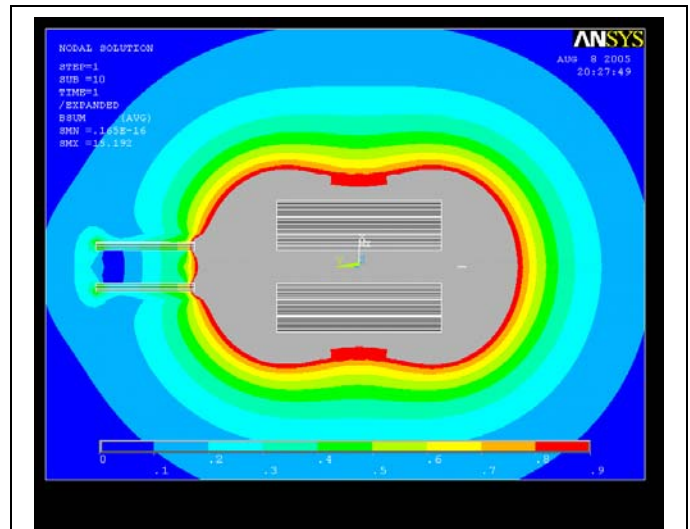 NODAL SOLUTION
STEP=1
SUB =10
TIME=1
/EXPANDED
BSUM (AVG)
SMN =.165E-16
SMX =15.192
ANSYS
AUG 8 2005
20:27:49
0 .1 .2 .3 .4 .5 .6 .7 .8 .9